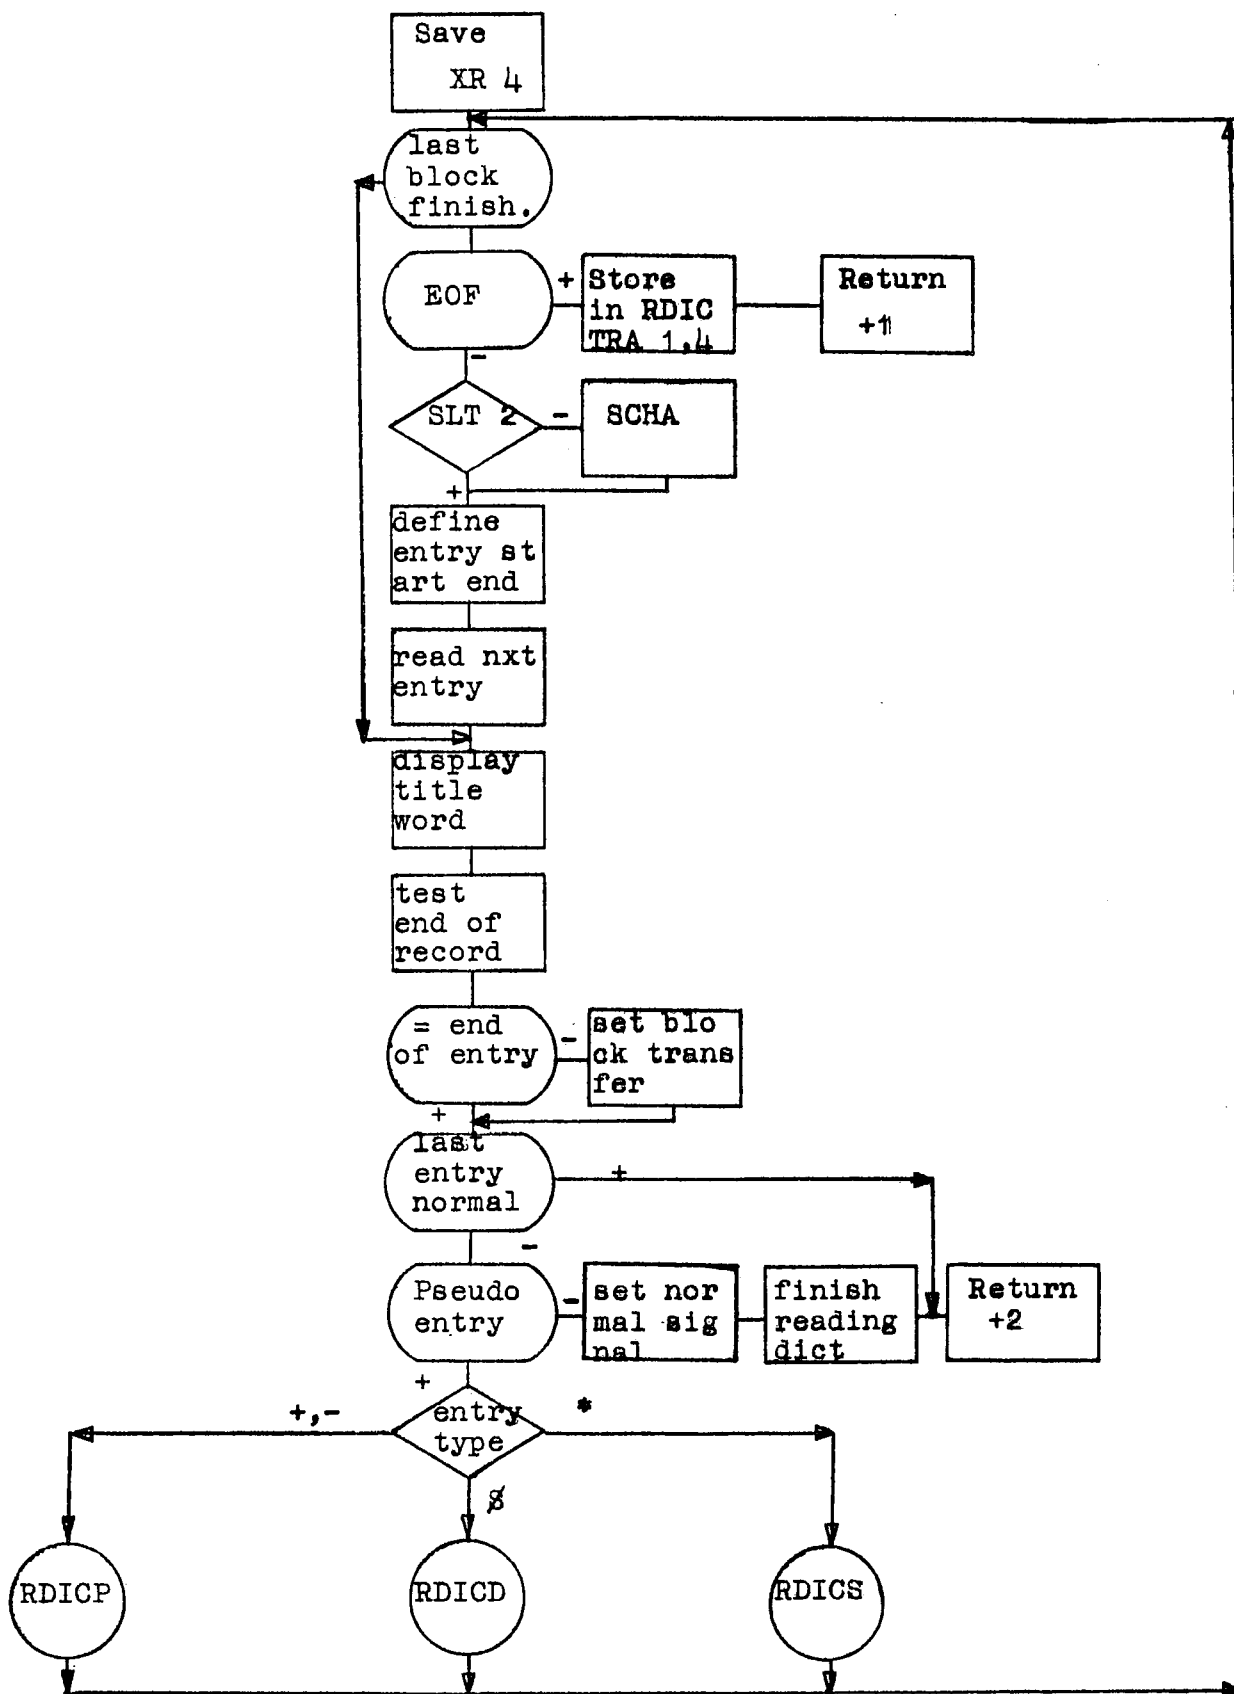 Save
XR 4
last
block
finish.
EOF
+
Store
in RDIC
TRA 1,4
Return
+1
-
SLT 2
-
SCHA
+
define
entry st
art end
read nxt
entry
display
title
word
test
end of
record
= end
of entry
-
set blo
ck trans
fer
+
last
entry
normal
+
-
Pseudo
entry
-
set nor
mal sig
nal
finish
reading
dict
Return
+2
+
+,-
entry
type
*
$
RDICP
RDICD
RDICS